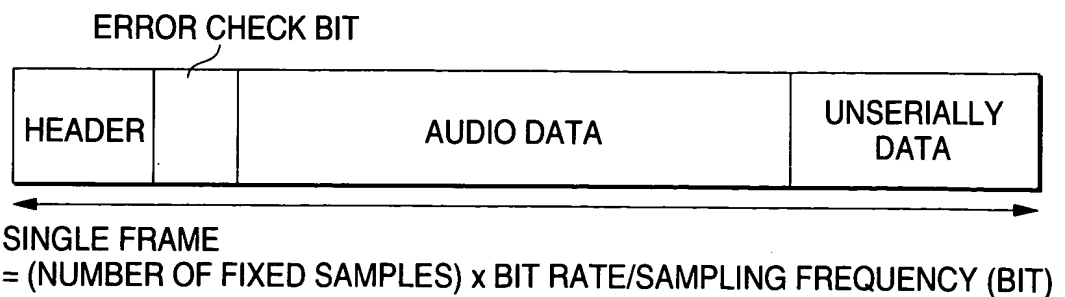 ERROR CHECK BIT
HEADER
AUDIO DATA
UNSERIALLY
DATA
SINGLE FRAME
= (NUMBER OF FIXED SAMPLES) x BIT RATE/SAMPLING FREQUENCY (BIT)